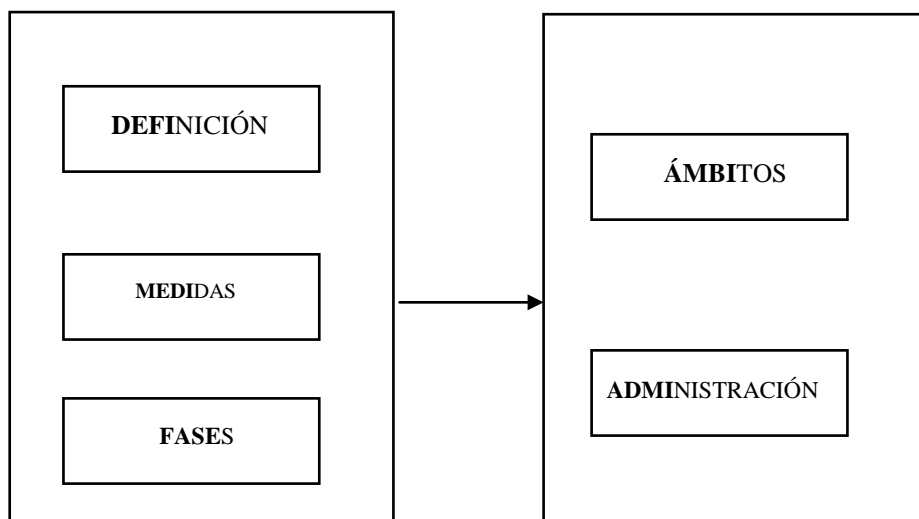 DEFINICIÓN
MEDIDAS
FASES
ÁMBITOS
ADMINISTRACIÓN